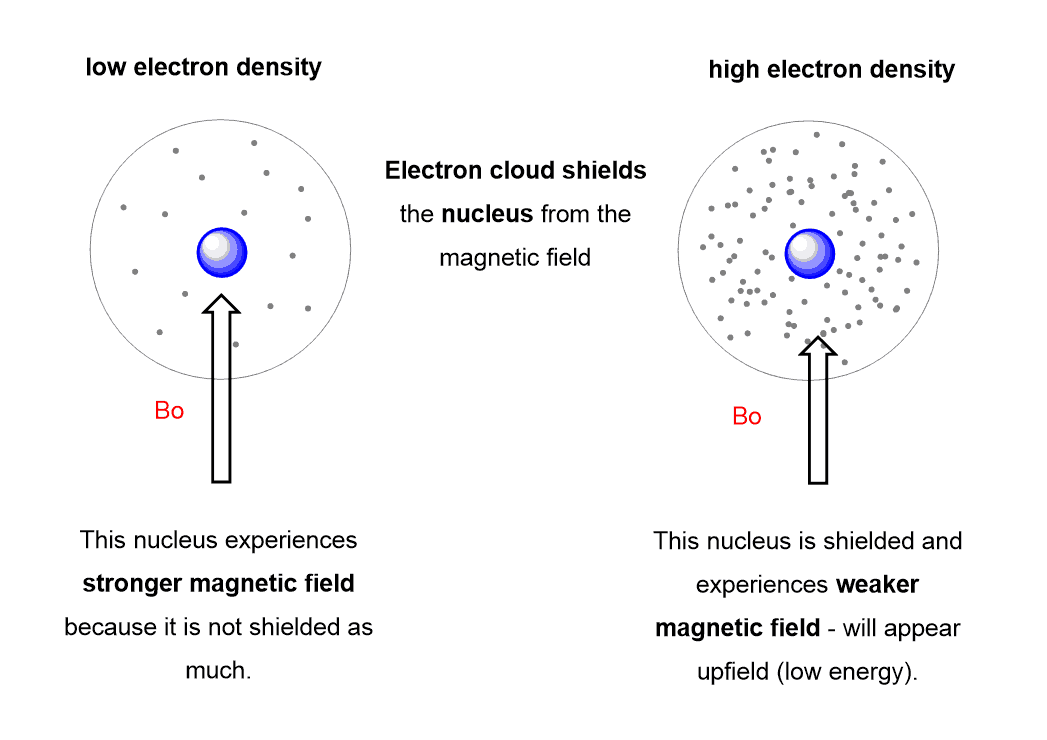 low electron density
high electron density
Electron cloud shields
the nucleus from the
magnetic field
Bo
Bo
This nucleus experiences
stronger magnetic field
because it is not shielded as
much.
This nucleus is shielded and
experiences weaker
magnetic field - will appear
upfield (low energy).